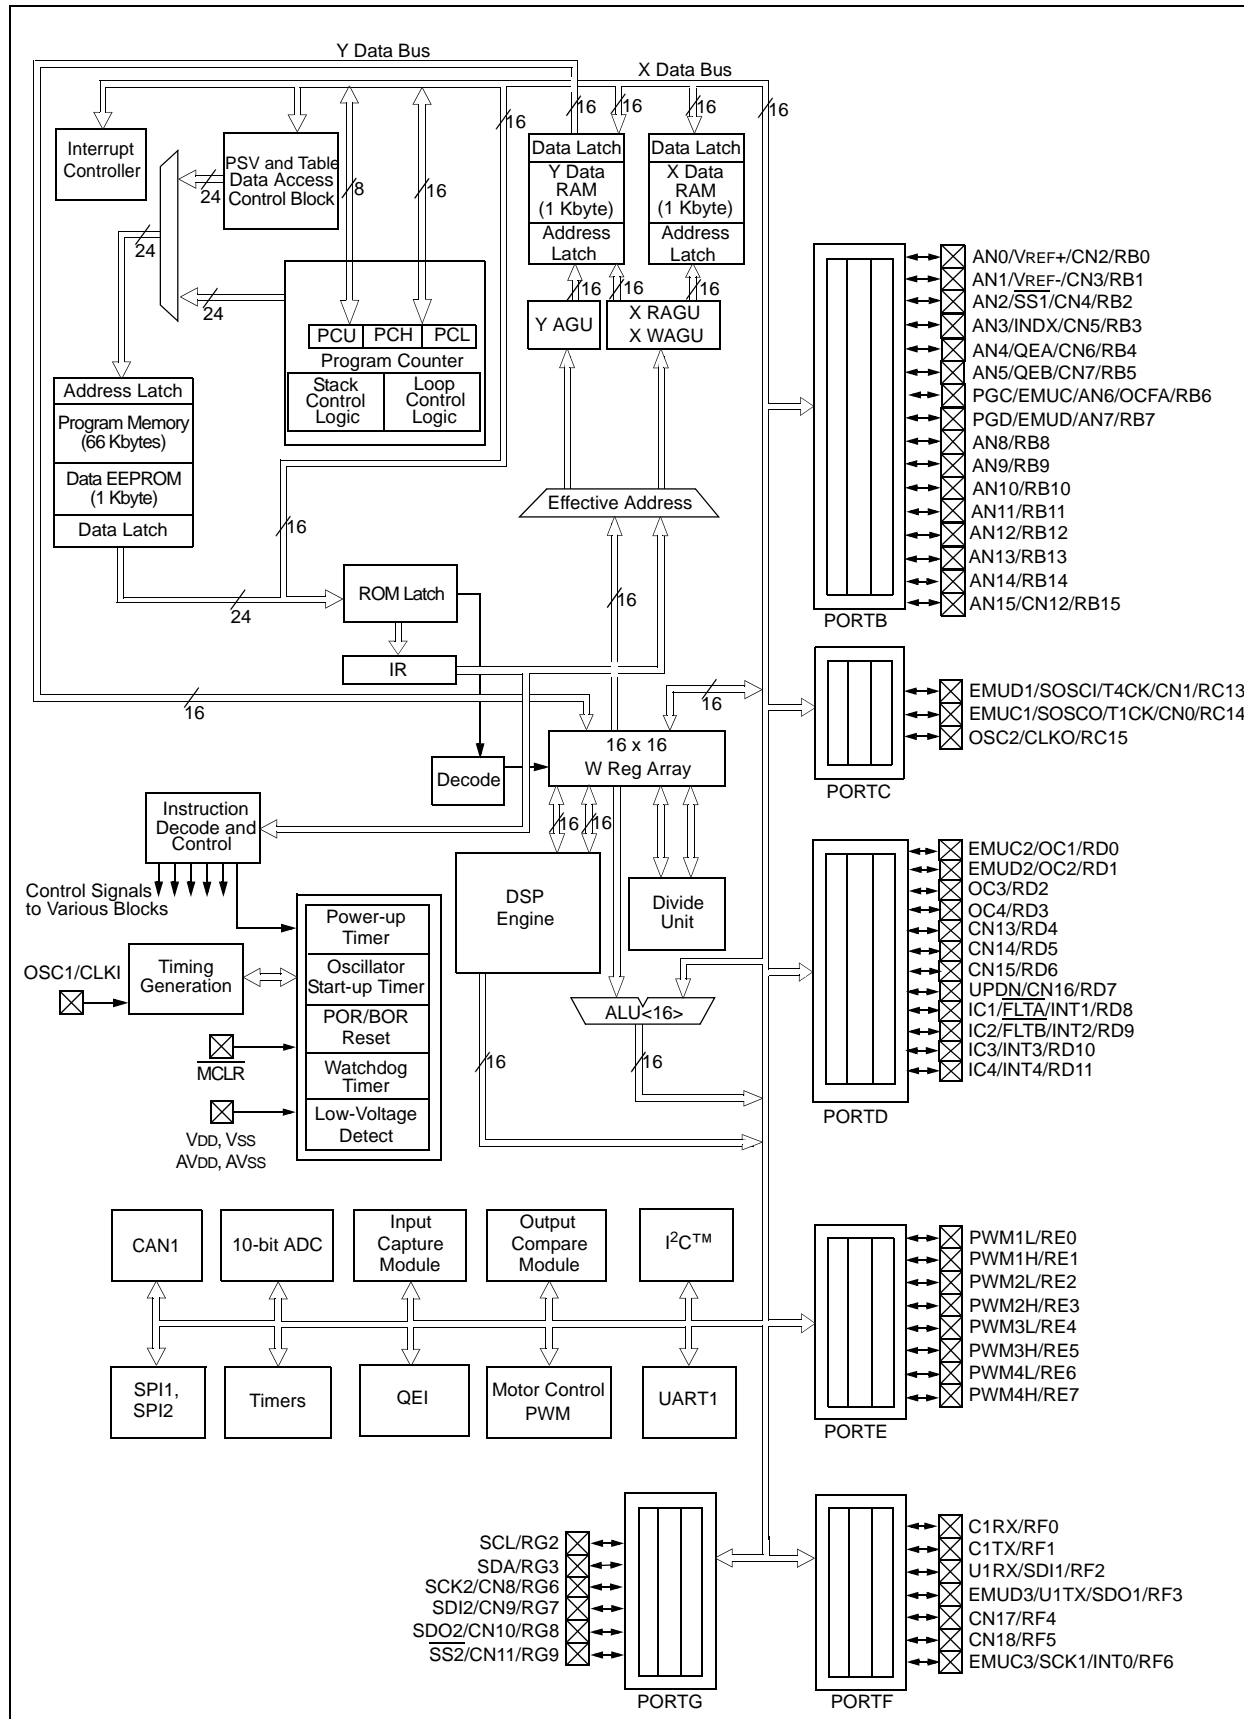 Y Data Bus
X Data Bus
16
16
16
16
16
Interrupt
Controller
PSV and Table
Data Access
Control Block
24
24
24
8
16
Data Latch
Y Data
RAM
(1 Kbyte)
Address
Latch
Data Latch
X Data
RAM
(1 Kbyte)
Address
Latch
16
16
16
Y AGU
X RAGU
X WAGU
PCU
PCH
PCL
Program Counter
Stack
Control
Logic
Loop
Control
Logic
Address Latch
Program Memory
(66 Kbytes)
Data EEPROM
(1 Kbyte)
Data Latch
Effective Address
16
24
ROM Latch
16
IR
16
16
16 x 16
W Reg Array
Decode
Instruction
Decode and
Control
Control Signals
to Various Blocks
16
16
DSP
Engine
Divide
Unit
Power-up
Timer
Oscillator
Start-up Timer
POR/BOR
Reset
Watchdog
Timer
Low-Voltage
Detect
OSC1/CLKI
Timing
Generation
MCLR
VDD, VSS
AVDD, AVSS
ALU<16>
16
16
CAN1
10-bit ADC
Input
Capture
Module
Output
Compare
Module
I²C™
SPI1,
SPI2
Timers
QEI
Motor Control
PWM
UART1
AN0/VREF+/CN2/RB0
AN1/VREF-/CN3/RB1
AN2/SS1/CN4/RB2
AN3/INDX/CN5/RB3
AN4/QEA/CN6/RB4
AN5/QEB/CN7/RB5
PGC/EMUC/AN6/OCFA/RB6
PGD/EMUD/AN7/RB7
AN8/RB8
AN9/RB9
AN10/RB10
AN11/RB11
AN12/RB12
AN13/RB13
AN14/RB14
AN15/CN12/RB15
PORTB
EMUD1/SOSCI/T4CK/CN1/RC13
EMUC1/SOSCO/T1CK/CN0/RC14
OSC2/CLKO/RC15
PORTC
EMUC2/OC1/RD0
EMUD2/OC2/RD1
OC3/RD2
OC4/RD3
CN13/RD4
CN14/RD5
CN15/RD6
UPDN/CN16/RD7
IC1/FLTA/INT1/RD8
IC2/FLTB/INT2/RD9
IC3/INT3/RD10
IC4/INT4/RD11
PORTD
PWM1L/RE0
PWM1H/RE1
PWM2L/RE2
PWM2H/RE3
PWM3L/RE4
PWM3H/RE5
PWM4L/RE6
PWM4H/RE7
PORTE
SCL/RG2
SDA/RG3
SCK2/CN8/RG6
SDI2/CN9/RG7
SDO2/CN10/RG8
SS2/CN11/RG9
PORTG
C1RX/RF0
C1TX/RF1
U1RX/SDI1/RF2
EMUD3/U1TX/SDO1/RF3
CN17/RF4
CN18/RF5
EMUC3/SCK1/INT0/RF6
PORTF